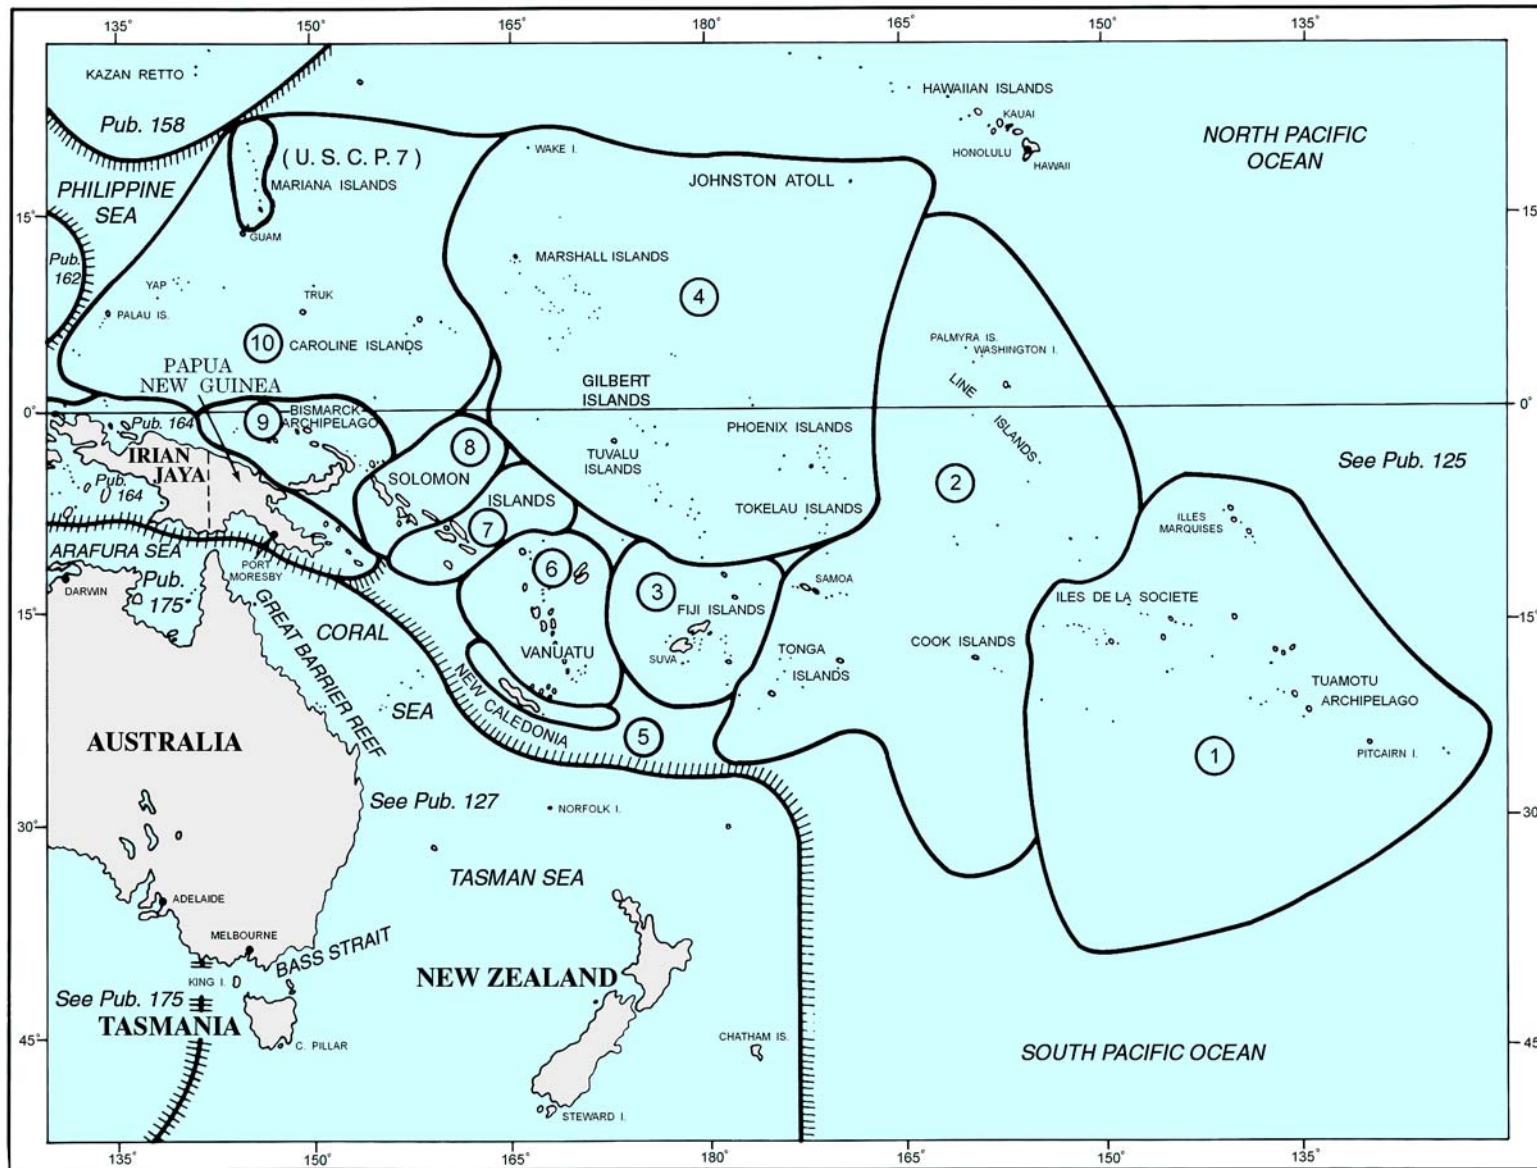 135°
150°
165°
180°
165°
150°
135°
KAZAN RETTO
Pub. 158
HAWAIIAN ISLANDS
KAUAI
HONOLULU
HAWAII
NORTH PACIFIC
OCEAN
( U. S. C. P. 7 )
MARIANA ISLANDS
WAKE I.
JOHNSTON ATOLL
PHILIPPINE
SEA
15°
15°
GUAM
Pub.
162
MARSHALL ISLANDS
YAP
TRUK
PALAU IS.
4
10
CAROLINE ISLANDS
PALMYRA IS.
WASHINGTON I.
LINE
ISLANDS
PAPUA
NEW GUINEA
GILBERT
ISLANDS
0°
0°
9
BISMARCK
ARCHIPELAGO
Pub. 164
PHOENIX ISLANDS
8
IRIAN
JAYA
TUVALU
ISLANDS
See Pub. 125
SOLOMON
ISLANDS
Pub.
164
2
TOKELAU ISLANDS
7
ILLES
MARQUISES
ARAFURA SEA
PORT
MORESBY
DARWIN
Pub.
175
6
3
SAMOA
FIJI ISLANDS
ILES DE LA SOCIETE
15°
15°
GREAT BARRIER REEF
CORAL
SEA
VANUATU
SUVA
TONGA
ISLANDS
COOK ISLANDS
NEW CALEDONIA
TUAMOTU
ARCHIPELAGO
5
PITCAIRN I.
1
AUSTRALIA
See Pub. 127
NORFOLK I.
30°
30°
TASMAN SEA
ADELAIDE
MELBOURNE
BASS STRAIT
KING I.
NEW ZEALAND
See Pub. 175
TASMANIA
C. PILLAR
CHATHAM IS.
SOUTH PACIFIC OCEAN
45°
45°
STEWARD I.
135°
150°
165°
180°
165°
150°
135°